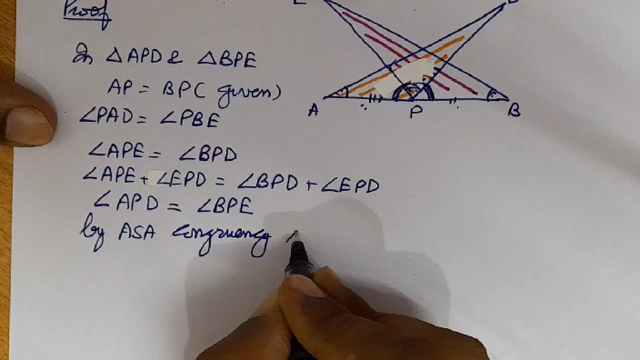 Proof
In △APD & △BPE
AP = BP (given)
∠PAD = ∠PBE
∠APE = ∠BPD
∠APE + ∠EPD = ∠BPD + ∠EPD
∠APD = ∠BPE
by ASA congruency
A P B